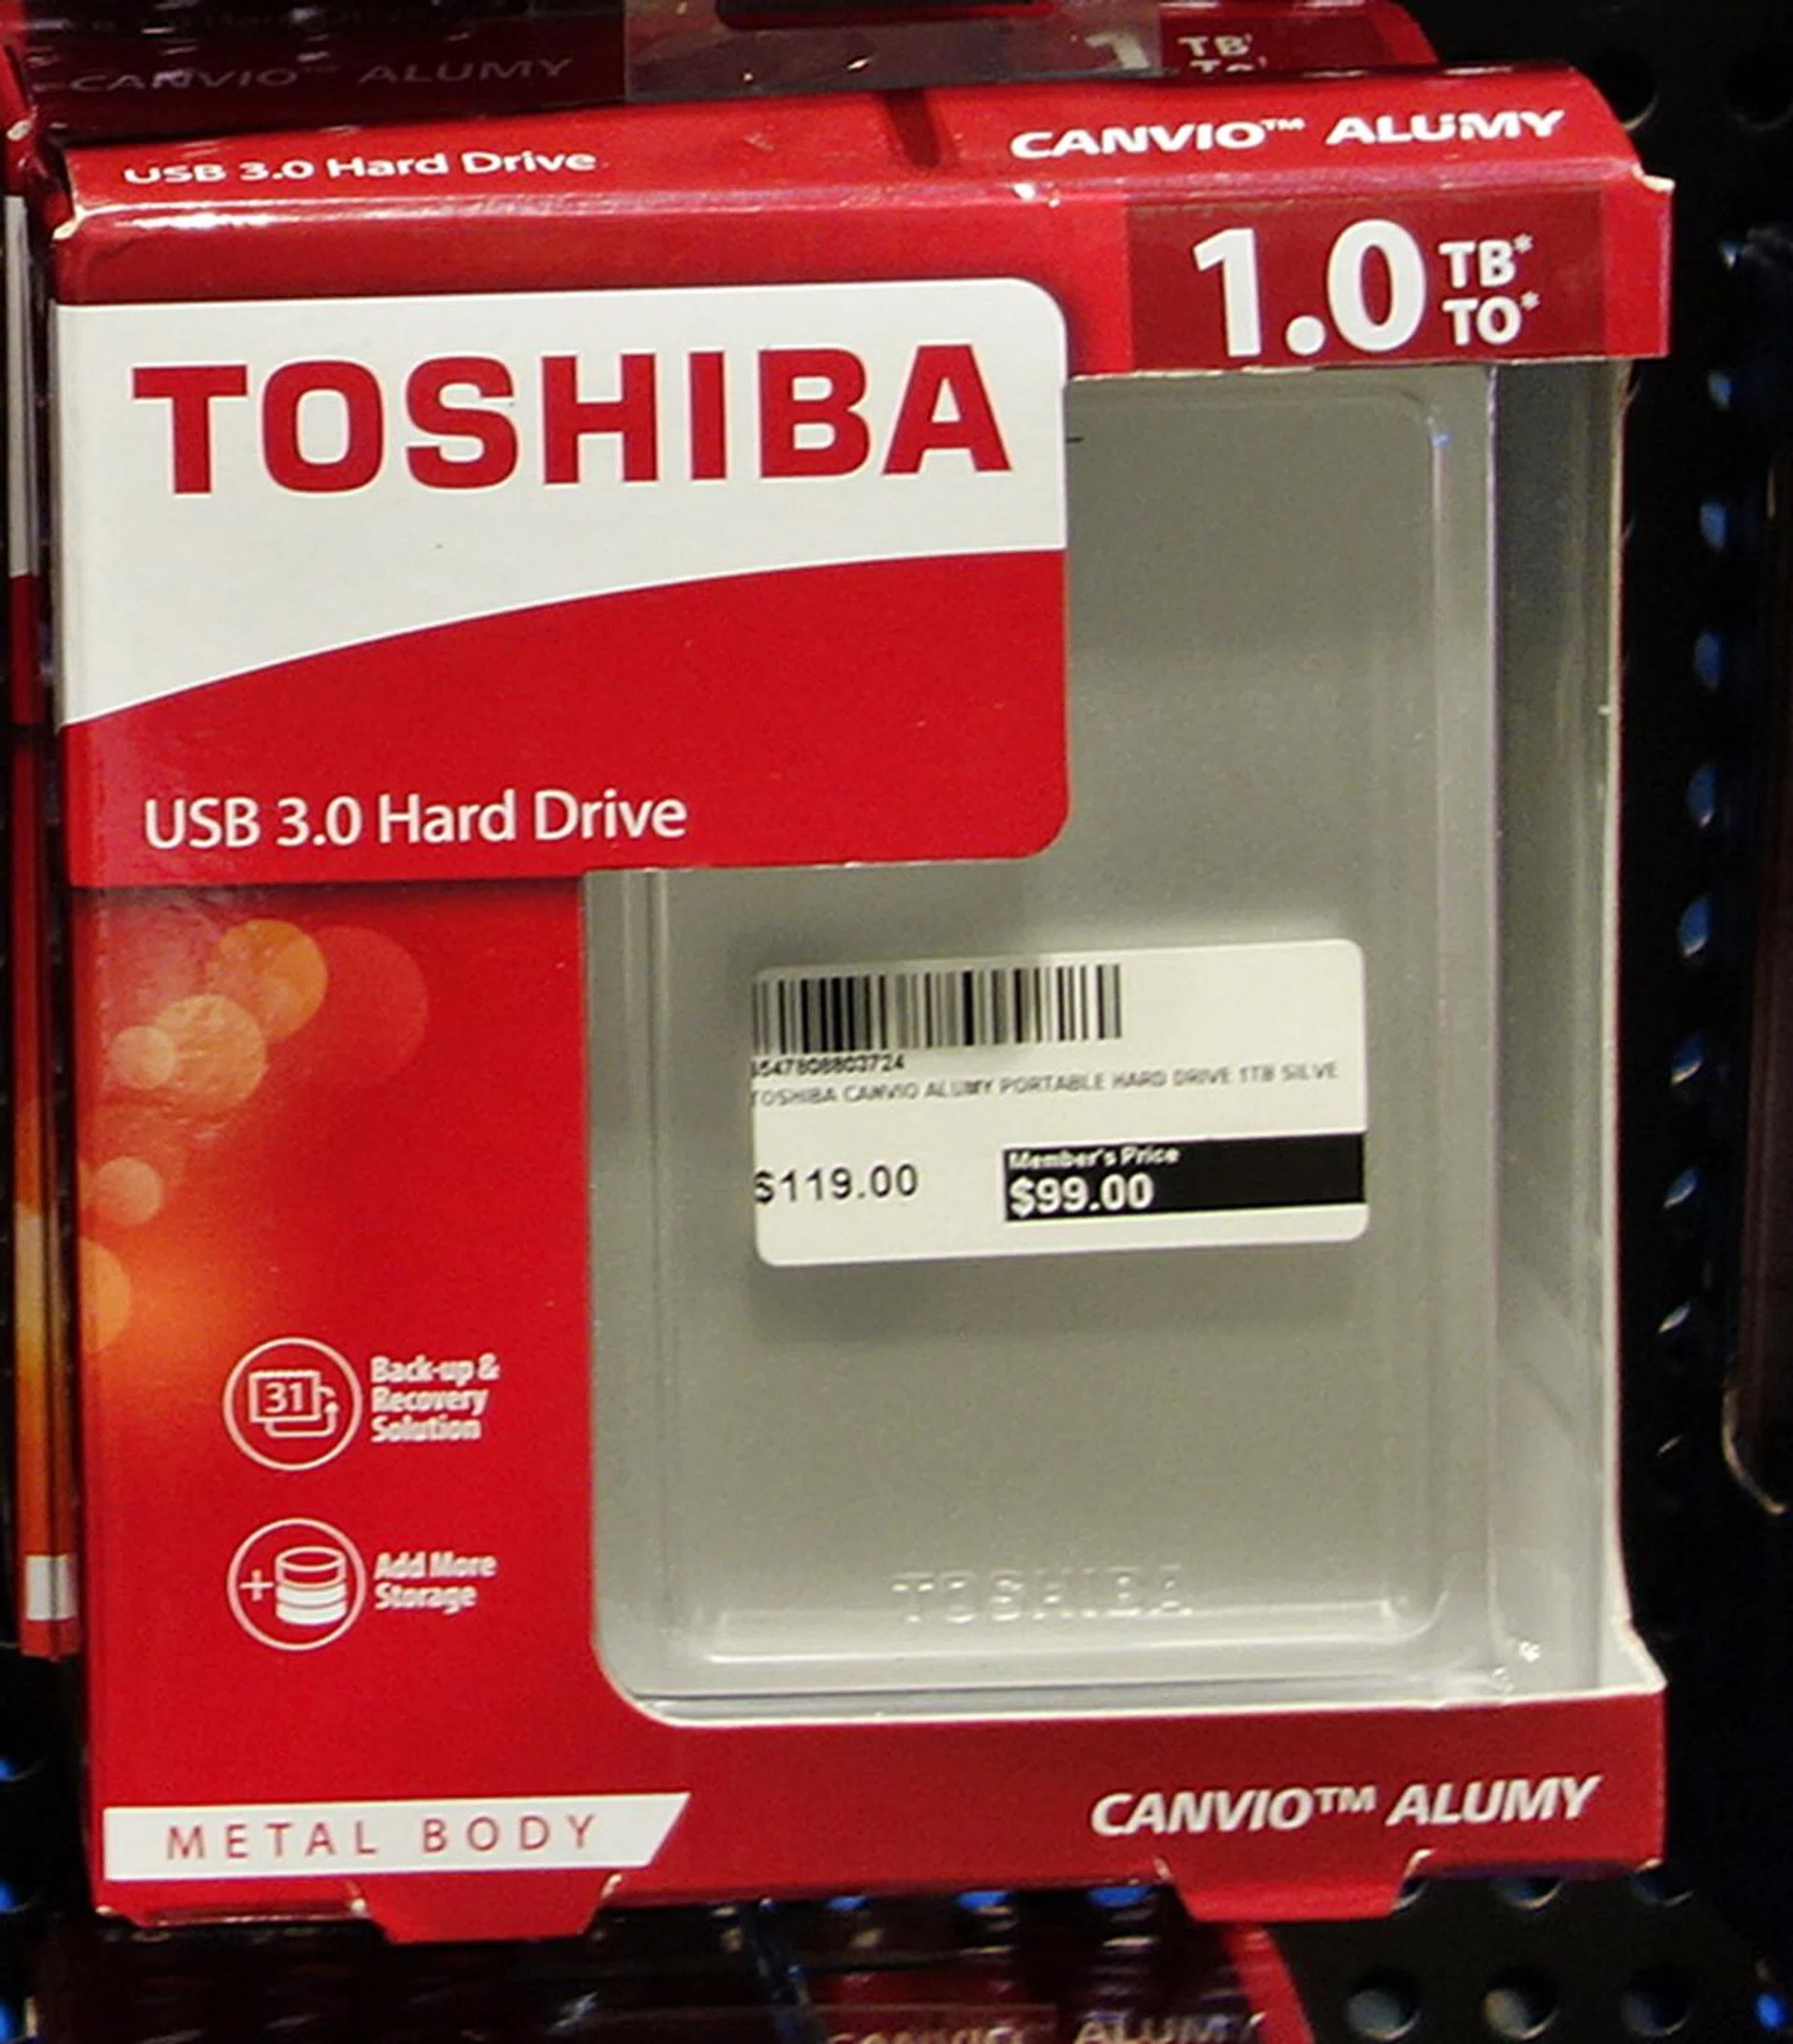 CANVIO™ ALUMY
1 TB
USB 3.0 Hard Drive
CANVIO™ ALUMY
1.0 TB*
TO*
TOSHIBA
USB 3.0 Hard Drive
TOSHIBA CANVIO ALUMY PORTABLE HARD DRIVE 1TB SILVE
$119.00
Member's Price
$99.00
31
Back-up &
Recovery
Solution
+
Add More
Storage
TOSHIBA
METAL BODY
CANVIO™ ALUMY
CANVIO ALUMY